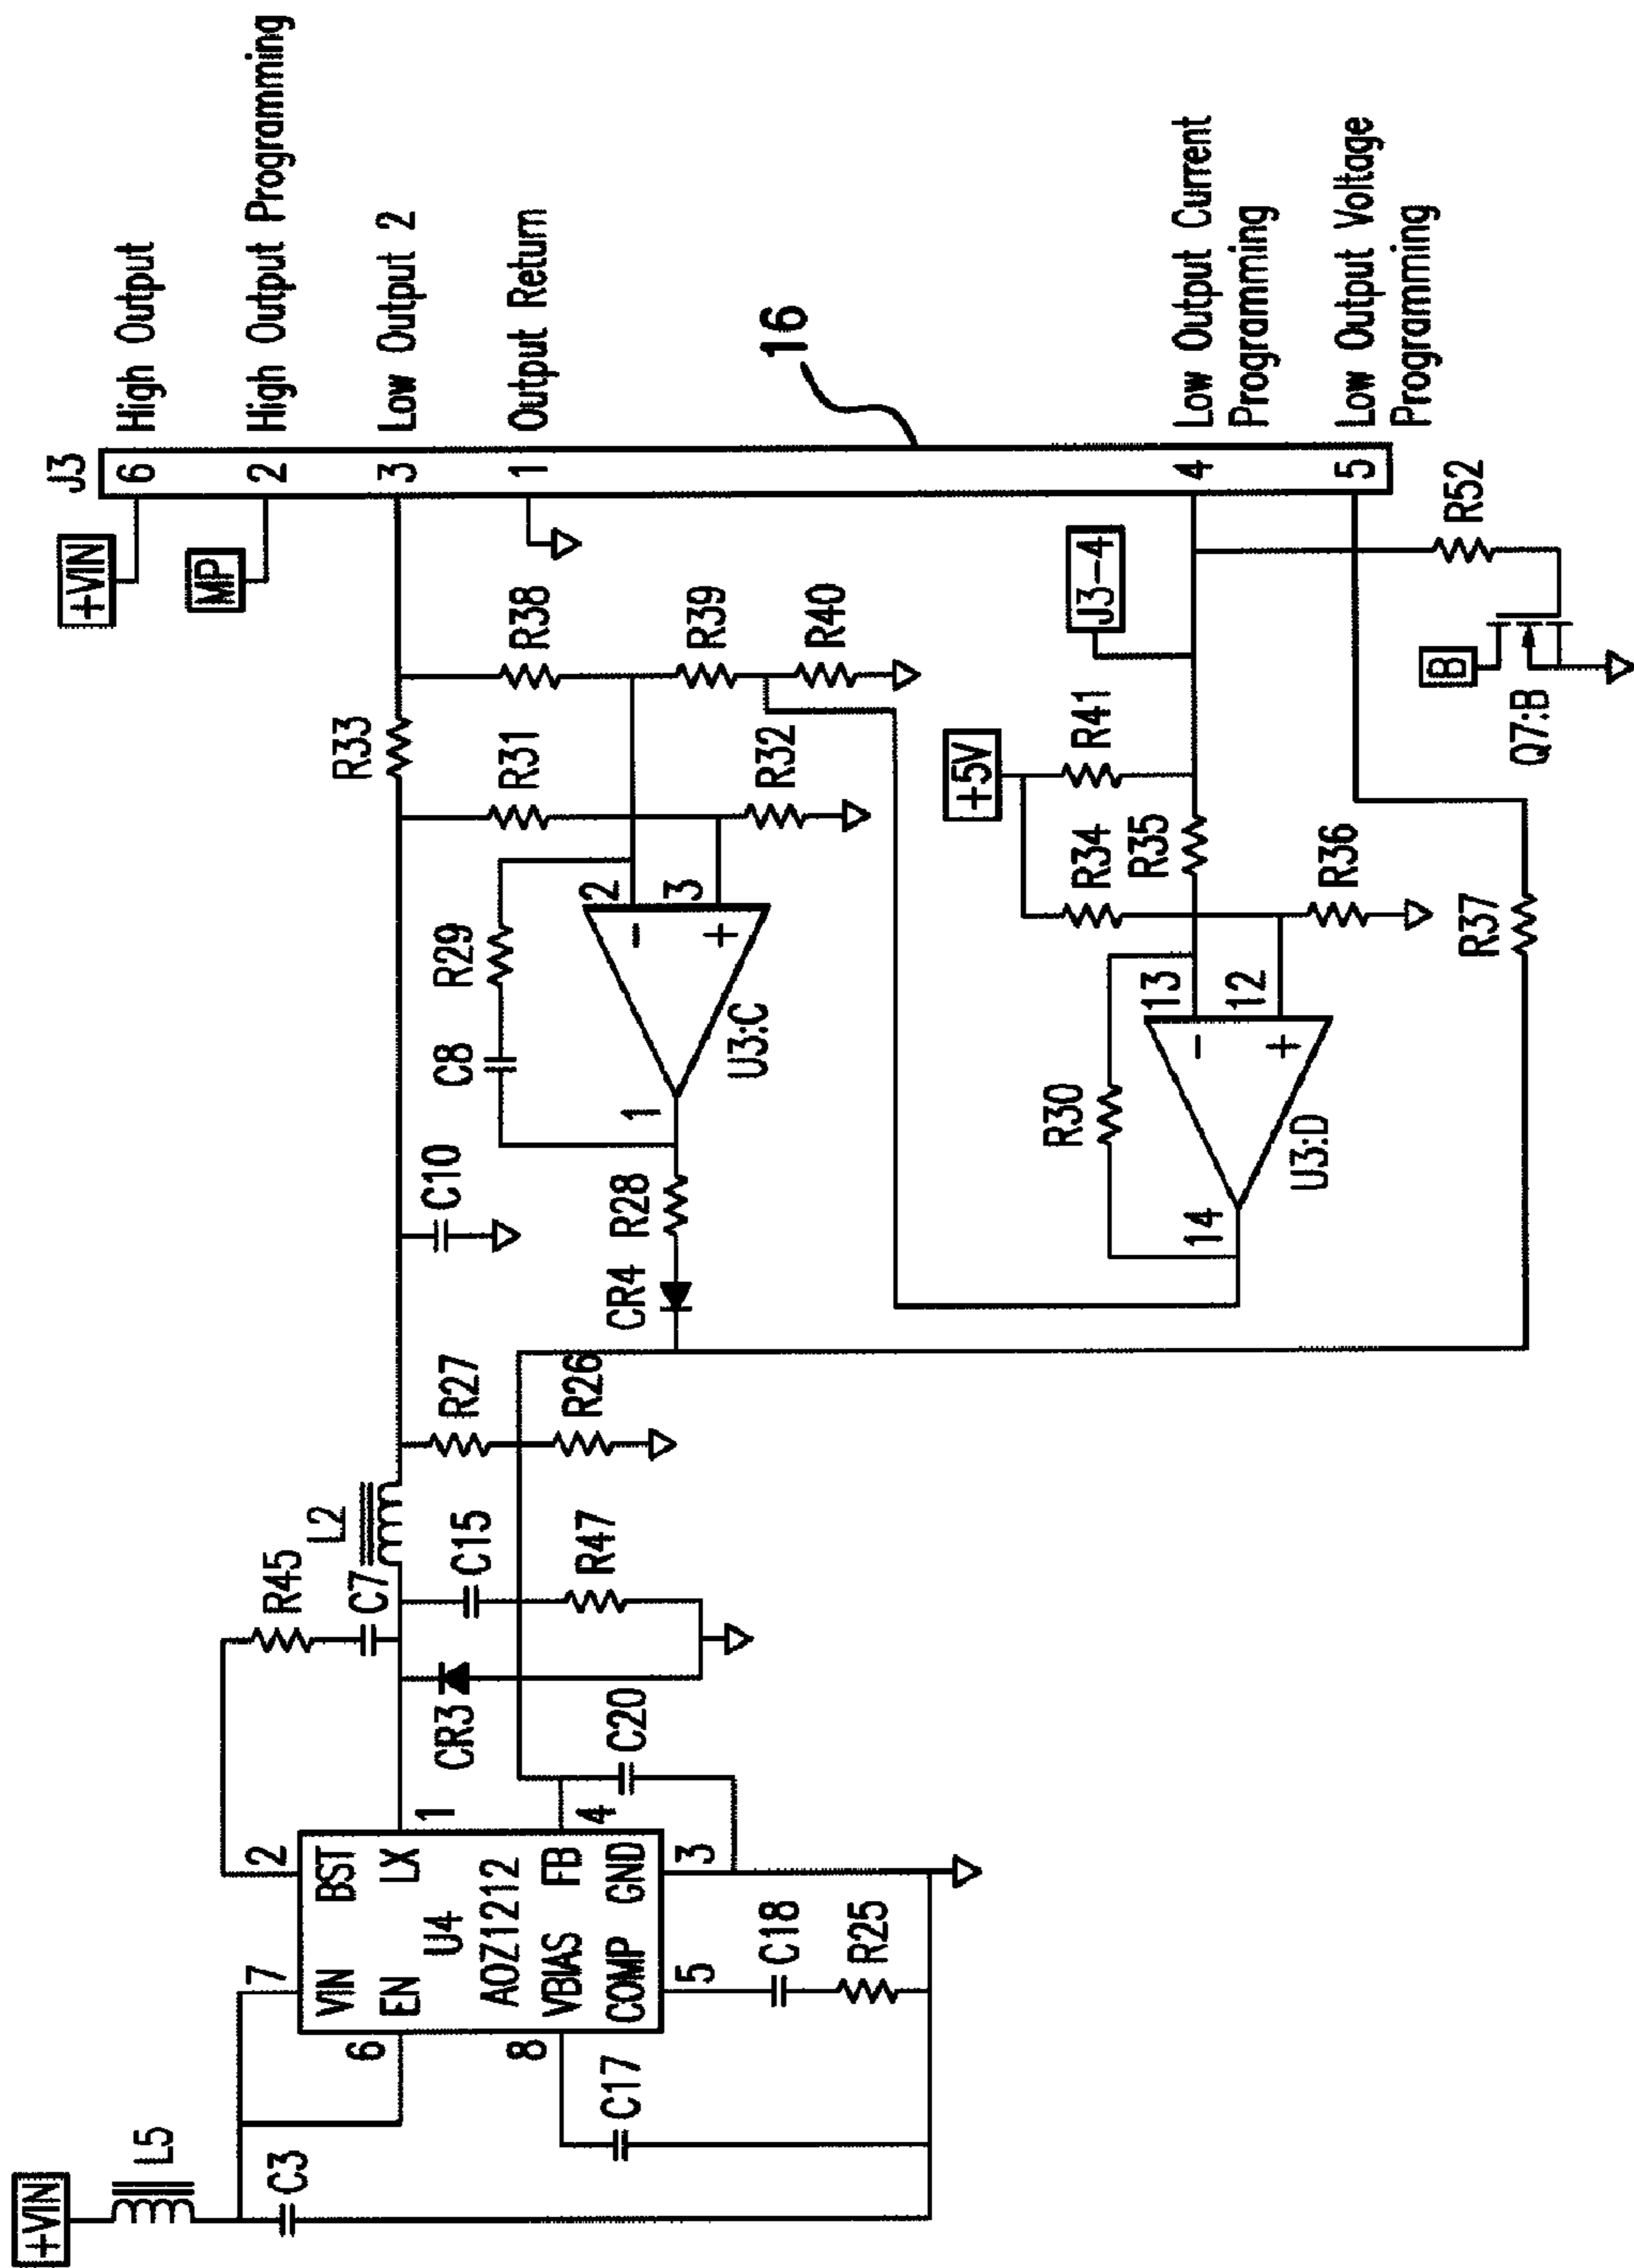 +VIN
L5
C3
7
6
8
2
VIN
BST
EN
LX
1
U4
AOZ1212
VBIAS
FB
4
COMP
GND
3
5
C17
C18
R25
C20
CR3
R45
C7
C15
R47
L2
R27
R26
C10
CR4
R28
C8
R29
1
2
3
−
+
U3:C
R33
R31
R32
R38
R39
R40
+5V
R34
R41
R35
R36
J3-4
R30
13
12
14
−
+
U3:D
R37
B
Q7:B
R52
+VIN
MP
J3
6 High Output
2 High Output Programming
3 Low Output 2
1 Output Return
16
4 Low Output Current
Programming
5 Low Output Voltage
Programming